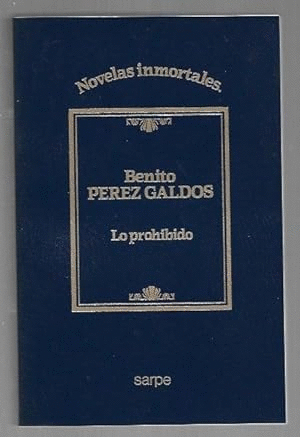 Novelas inmortales.
Benito
PEREZ GALDOS
Lo prohibido
sarpe